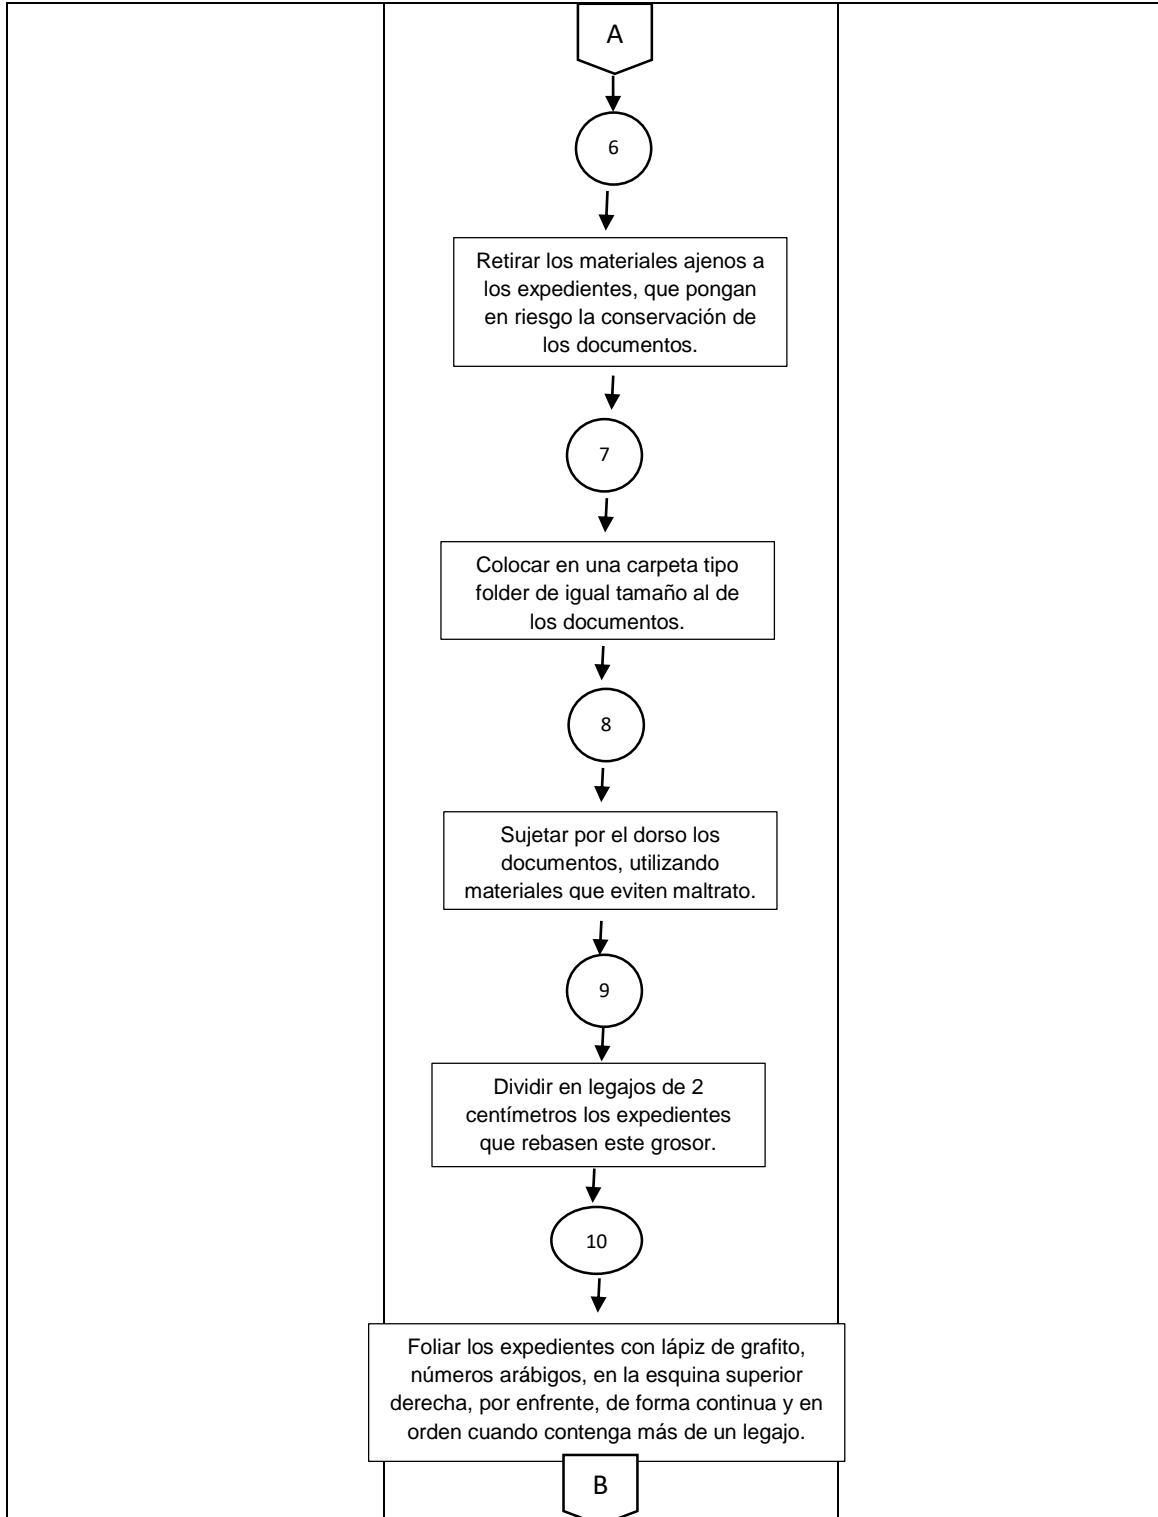 A
6
Retirar los materiales ajenos a
los expedientes, que pongan
en riesgo la conservación de
los documentos.
7
Colocar en una carpeta tipo
folder de igual tamaño al de
los documentos.
8
Sujetar por el dorso los
documentos, utilizando
materiales que eviten maltrato.
9
Dividir en legajos de 2
centímetros los expedientes
que rebasen este grosor.
10
Foliar los expedientes con lápiz de grafito,
números arábigos, en la esquina superior
derecha, por enfrente, de forma continua y en
orden cuando contenga más de un legajo.
B